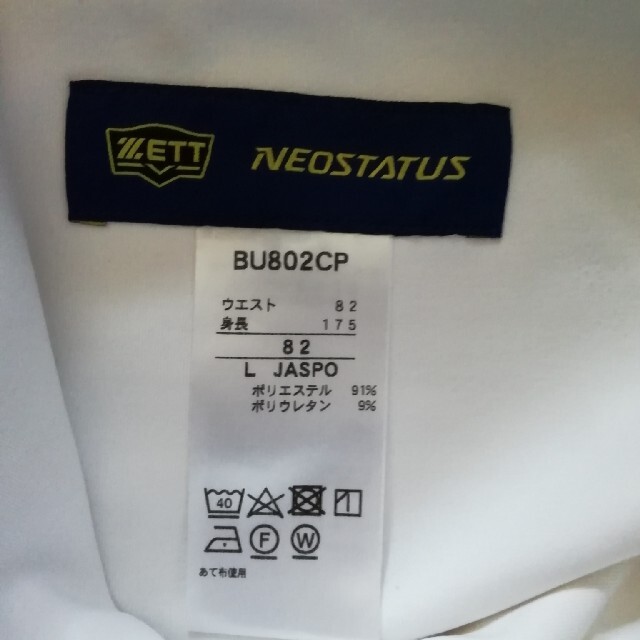 ZETT NEOSTATUS
BU802CP
ウエスト 82
身長 175
82
L JASPO
ポリエステル 91%
ポリウレタン 9%
40
F W
あて布使用